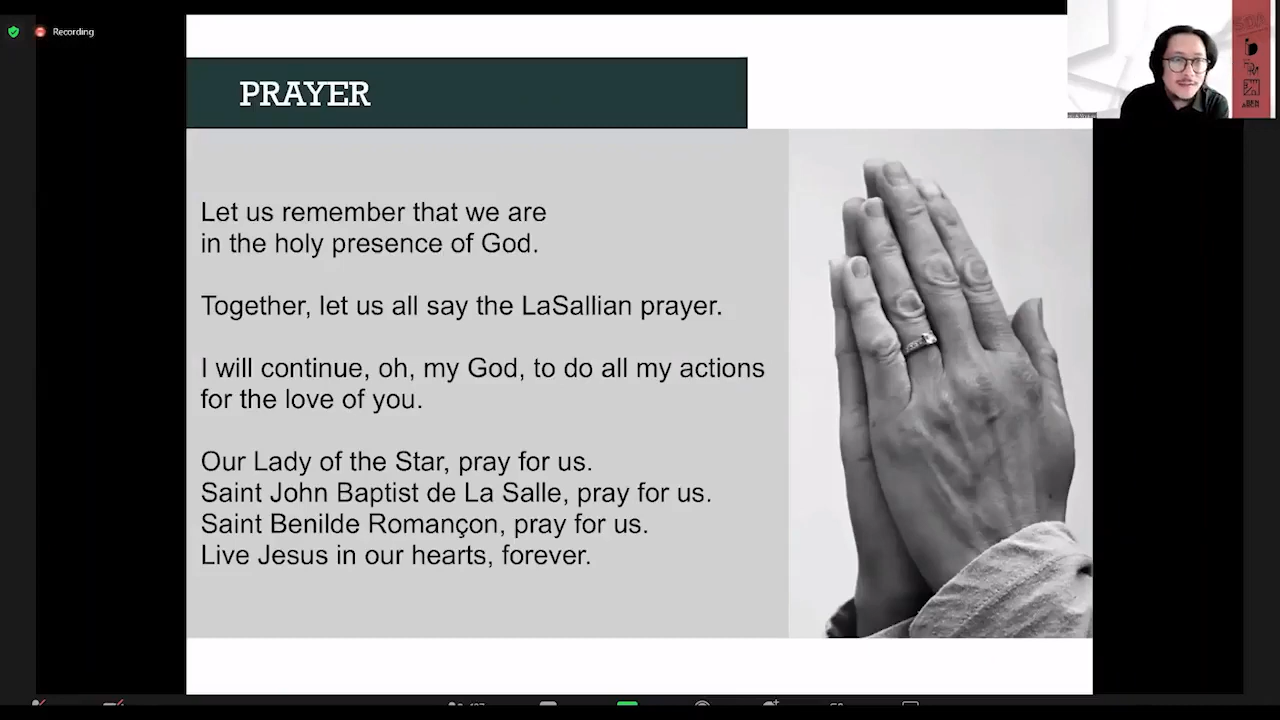 Recording
PRAYER
Let us remember that we are
in the holy presence of God.
Together, let us all say the LaSallian prayer.
I will continue, oh, my God, to do all my actions
for the love of you.
Our Lady of the Star, pray for us.
Saint John Baptist de La Salle, pray for us.
Saint Benilde Romançon, pray for us.
Live Jesus in our hearts, forever.